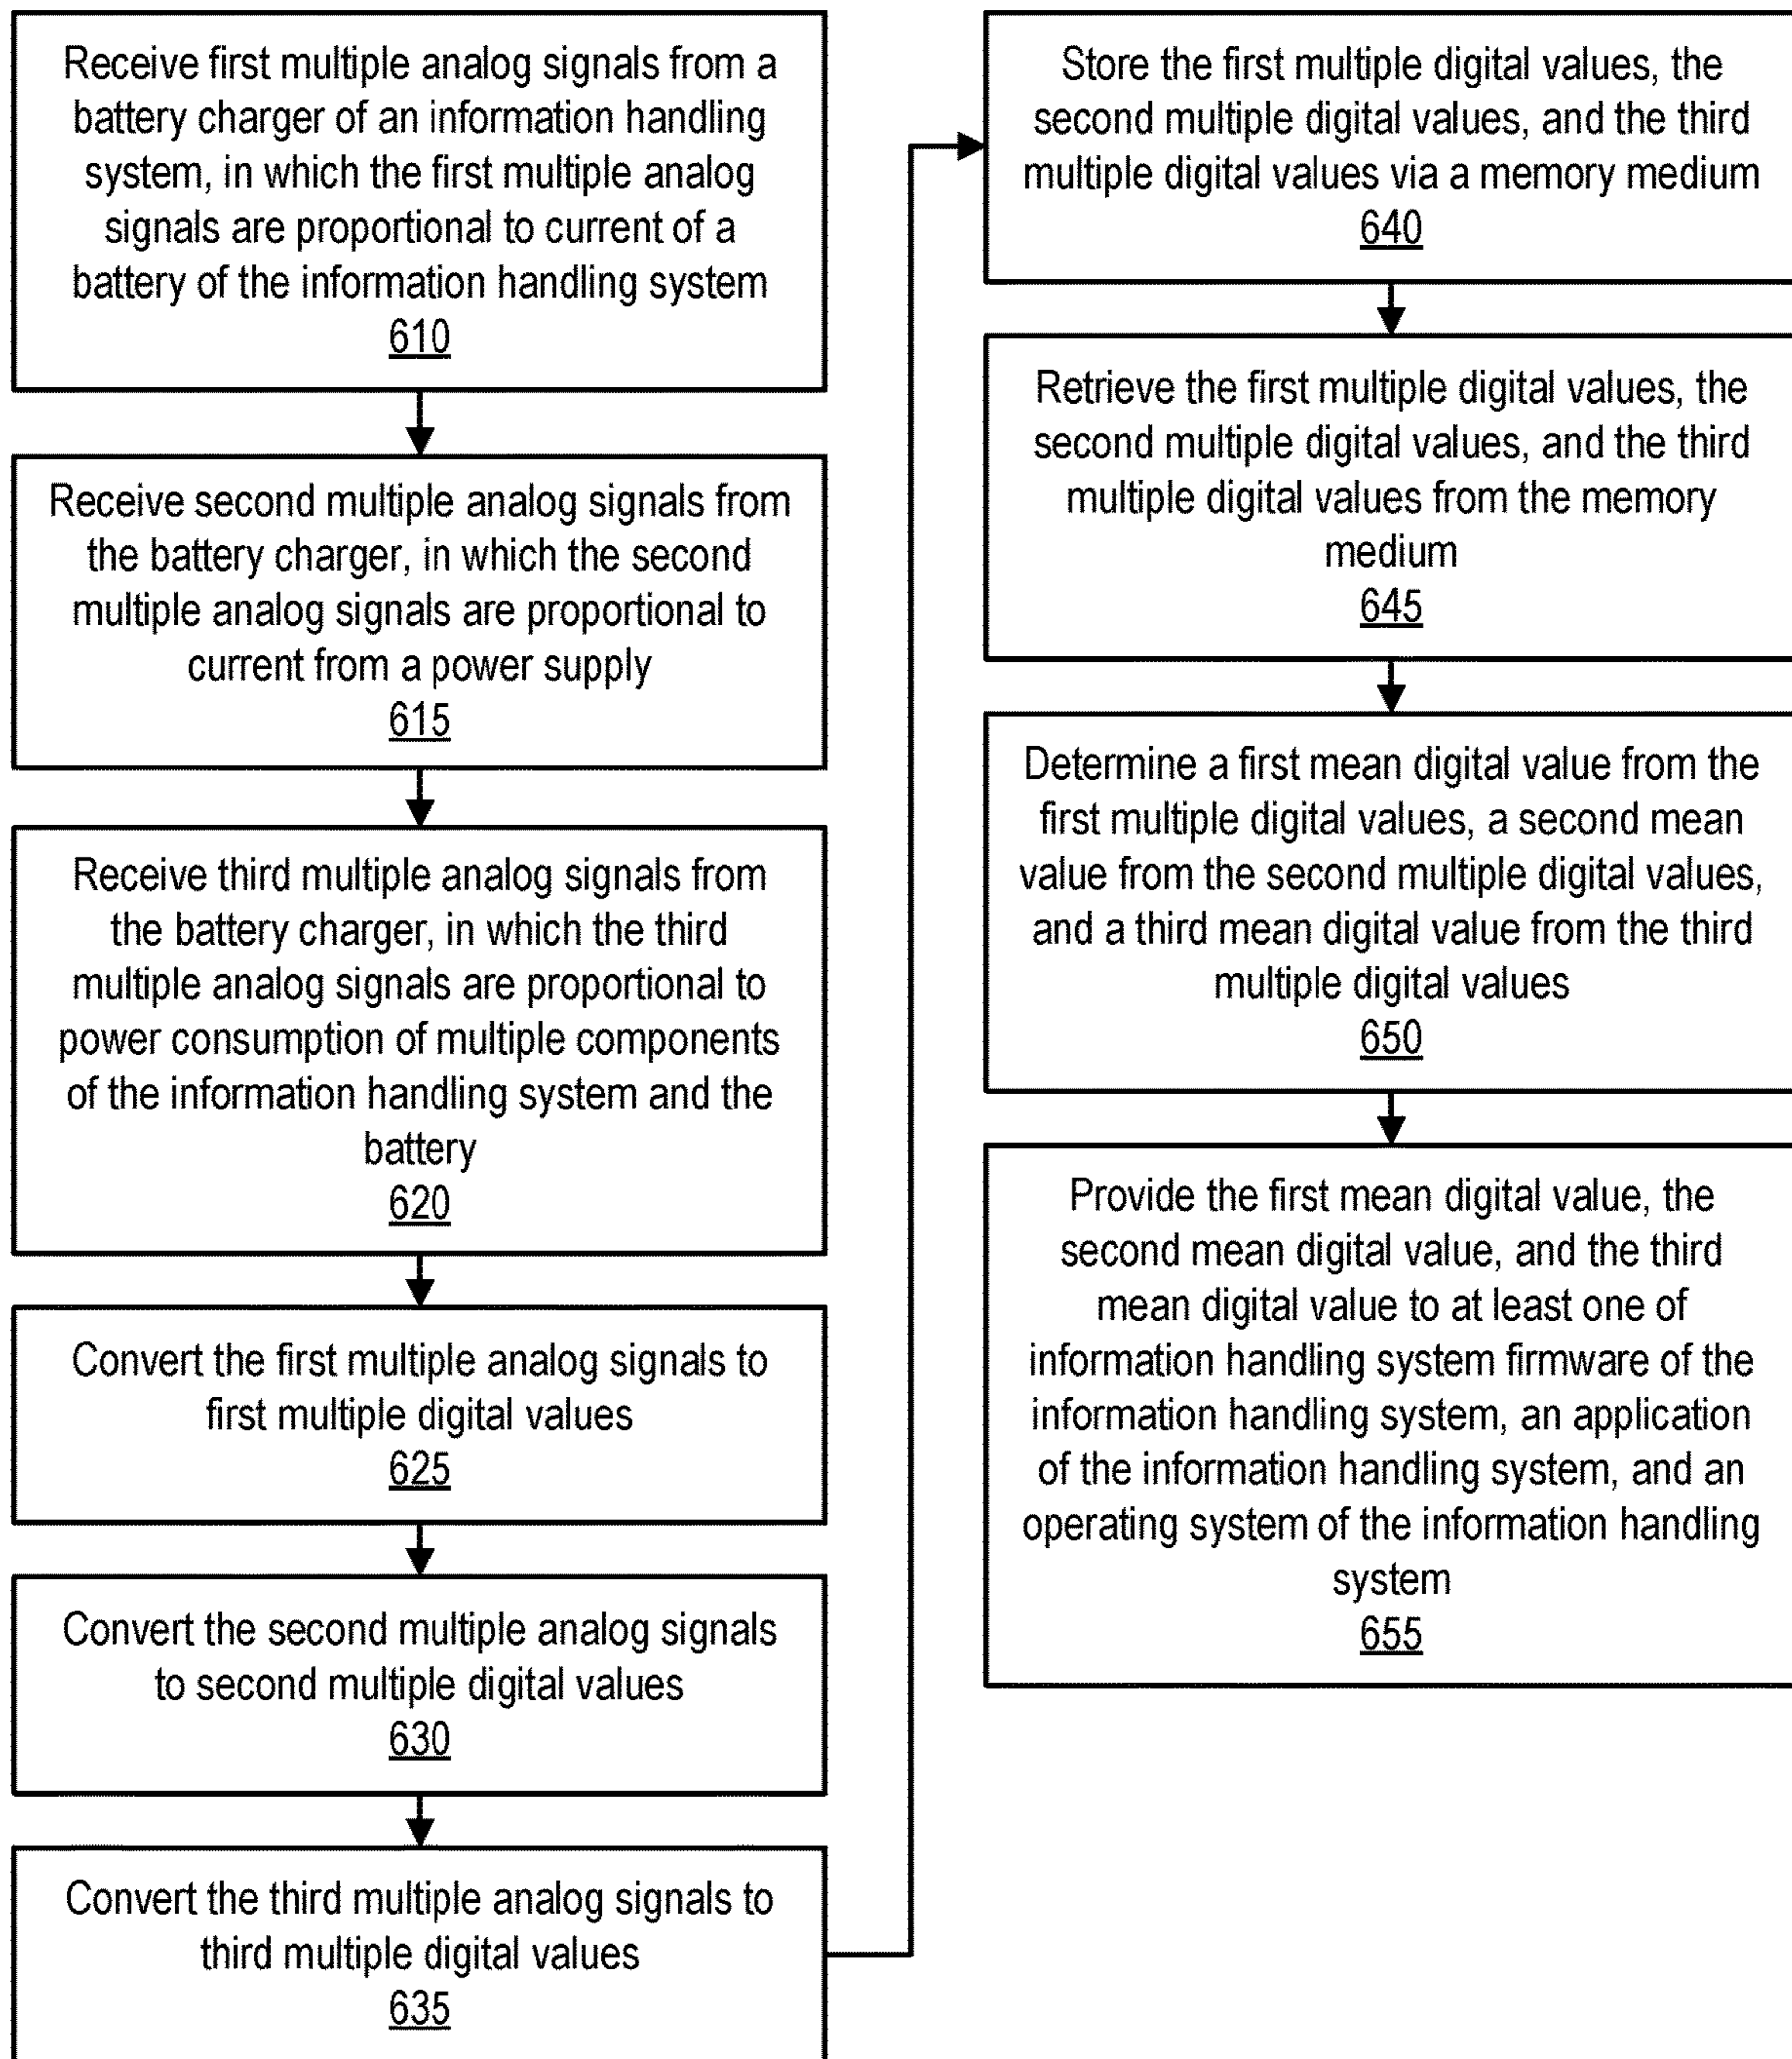 Receive first multiple analog signals from a
battery charger of an information handling
system, in which the first multiple analog
signals are proportional to current of a
battery of the information handling system
610
Receive second multiple analog signals from
the battery charger, in which the second
multiple analog signals are proportional to
current from a power supply
615
Receive third multiple analog signals from
the battery charger, in which the third
multiple analog signals are proportional to
power consumption of multiple components
of the information handling system and the
battery
620
Convert the first multiple analog signals to
first multiple digital values
625
Convert the second multiple analog signals
to second multiple digital values
630
Convert the third multiple analog signals to
third multiple digital values
635
Store the first multiple digital values, the
second multiple digital values, and the third
multiple digital values via a memory medium
640
Retrieve the first multiple digital values, the
second multiple digital values, and the third
multiple digital values from the memory
medium
645
Determine a first mean digital value from the
first multiple digital values, a second mean
value from the second multiple digital values,
and a third mean digital value from the third
multiple digital values
650
Provide the first mean digital value, the
second mean digital value, and the third
mean digital value to at least one of
information handling system firmware of the
information handling system, an application
of the information handling system, and an
operating system of the information handling
system
655